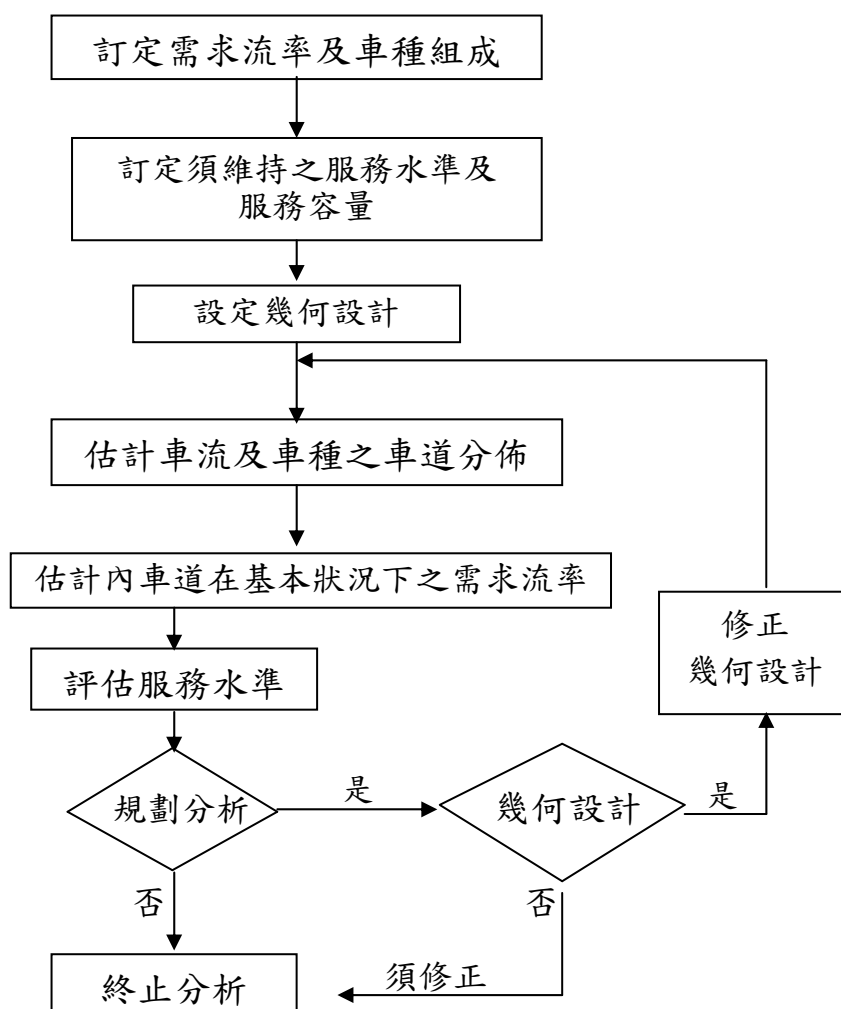 訂定需求流率及車種組成
訂定須維持之服務水準及
服務容量
設定幾何設計
估計車流及車種之車道分佈
估計內車道在基本狀況下之需求流率
修正
幾何設計
評估服務水準
規劃分析
是
幾何設計
是
否
否
終止分析
須修正